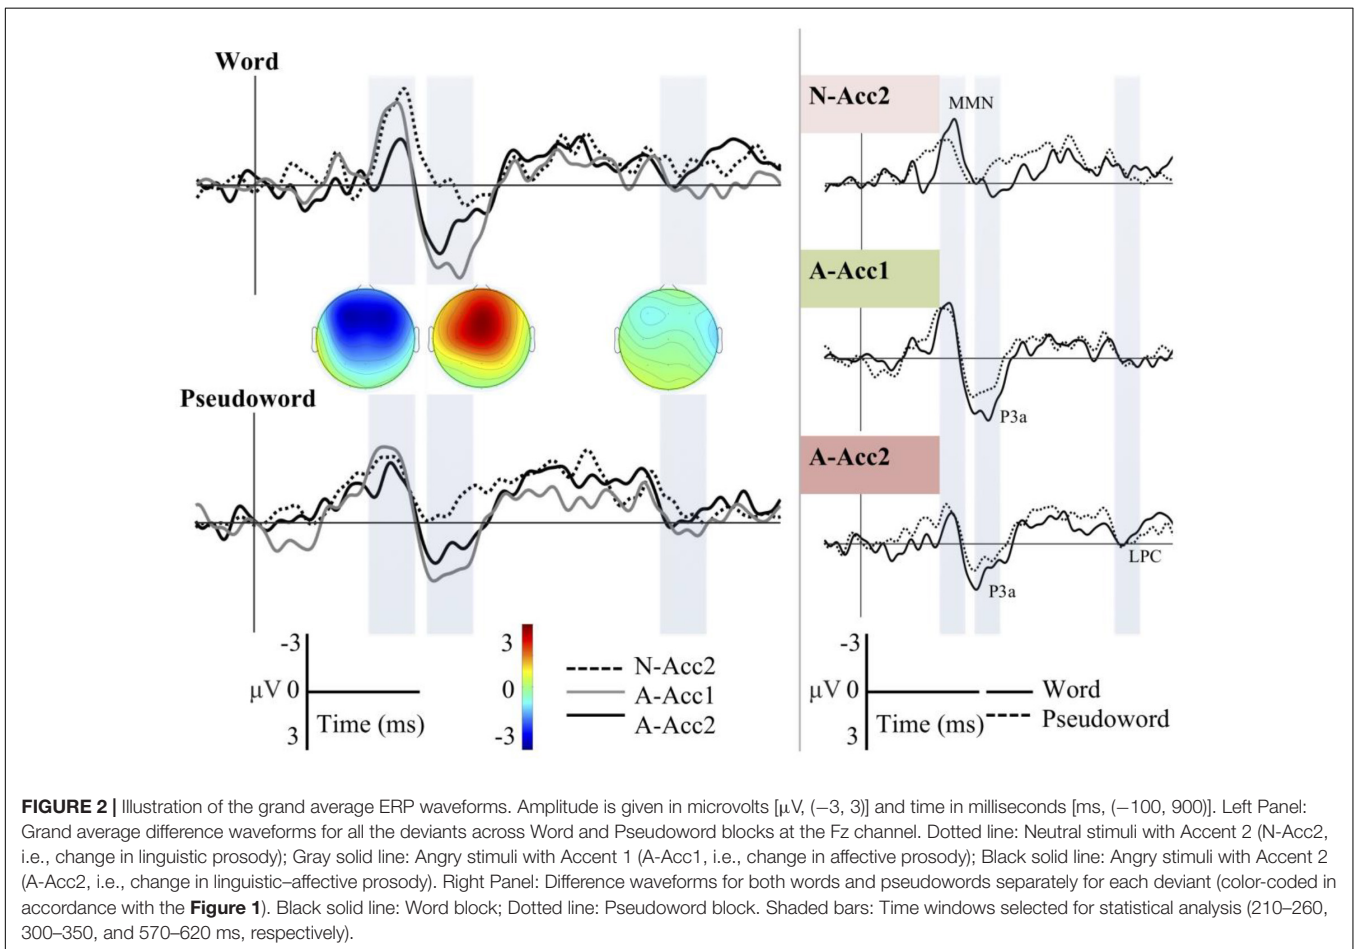 Word
Pseudoword
-3
μV 0
3
Time (ms)
3
0
-3
N-Acc2
A-Acc1
A-Acc2
N-Acc2
MMN
A-Acc1
P3a
A-Acc2
LPC
P3a
-3
μV 0
3
Time (ms)
Word
Pseudoword
FIGURE 2 | Illustration of the grand average ERP waveforms. Amplitude is given in microvolts [μV, (−3, 3)] and time in milliseconds [ms, (−100, 900)]. Left Panel:
Grand average difference waveforms for all the deviants across Word and Pseudoword blocks at the Fz channel. Dotted line: Neutral stimuli with Accent 2 (N-Acc2,
i.e., change in linguistic prosody); Gray solid line: Angry stimuli with Accent 1 (A-Acc1, i.e., change in affective prosody); Black solid line: Angry stimuli with Accent 2
(A-Acc2, i.e., change in linguistic–affective prosody). Right Panel: Difference waveforms for both words and pseudowords separately for each deviant (color-coded in
accordance with the Figure 1). Black solid line: Word block; Dotted line: Pseudoword block. Shaded bars: Time windows selected for statistical analysis (210–260,
300–350, and 570–620 ms, respectively).